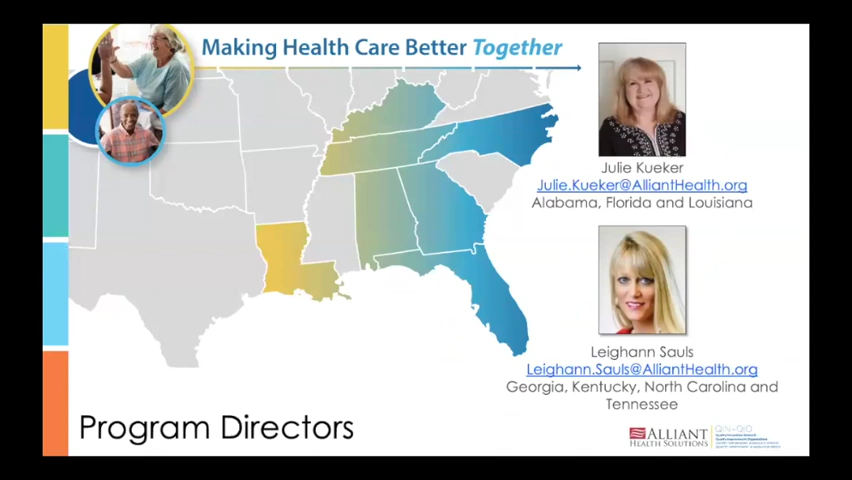 Making Health Care Better Together
Julie Kueker
Julie.Kueker@AlliantHealth.org
Alabama, Florida and Louisiana
Leighann Sauls
Leighann.Sauls@AlliantHealth.org
Georgia, Kentucky, North Carolina and
Tennessee
Program Directors
ALLIANT
HEALTH SOLUTIONS
QIN-QIO